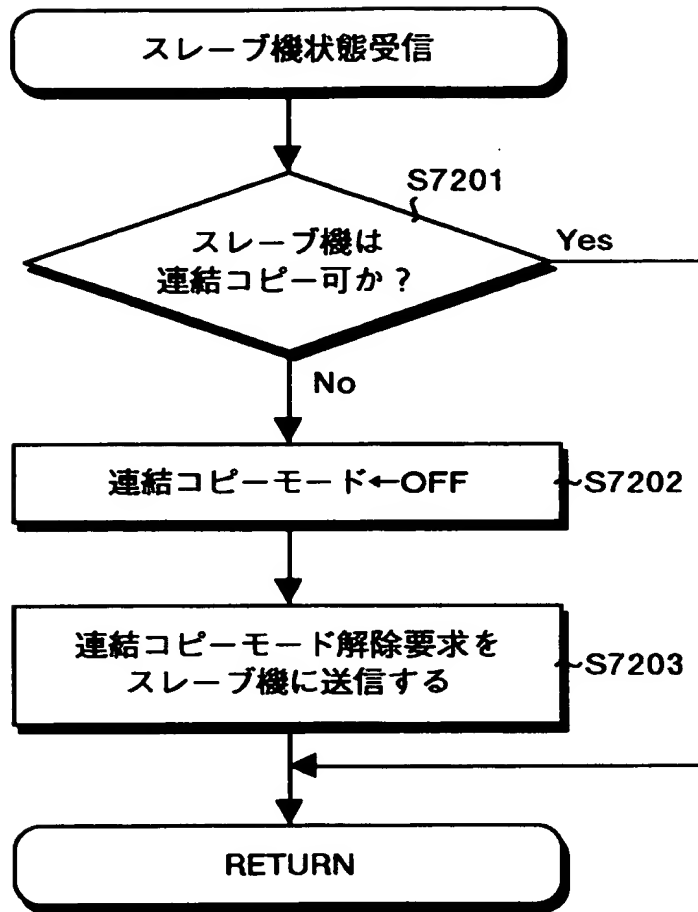 スレーブ機状態受信
S7201
スレーブ機は
連結コピー可か?
Yes
No
連結コピーモード←OFF
S7202
連結コピーモード解除要求を
スレーブ機に送信する
S7203
RETURN